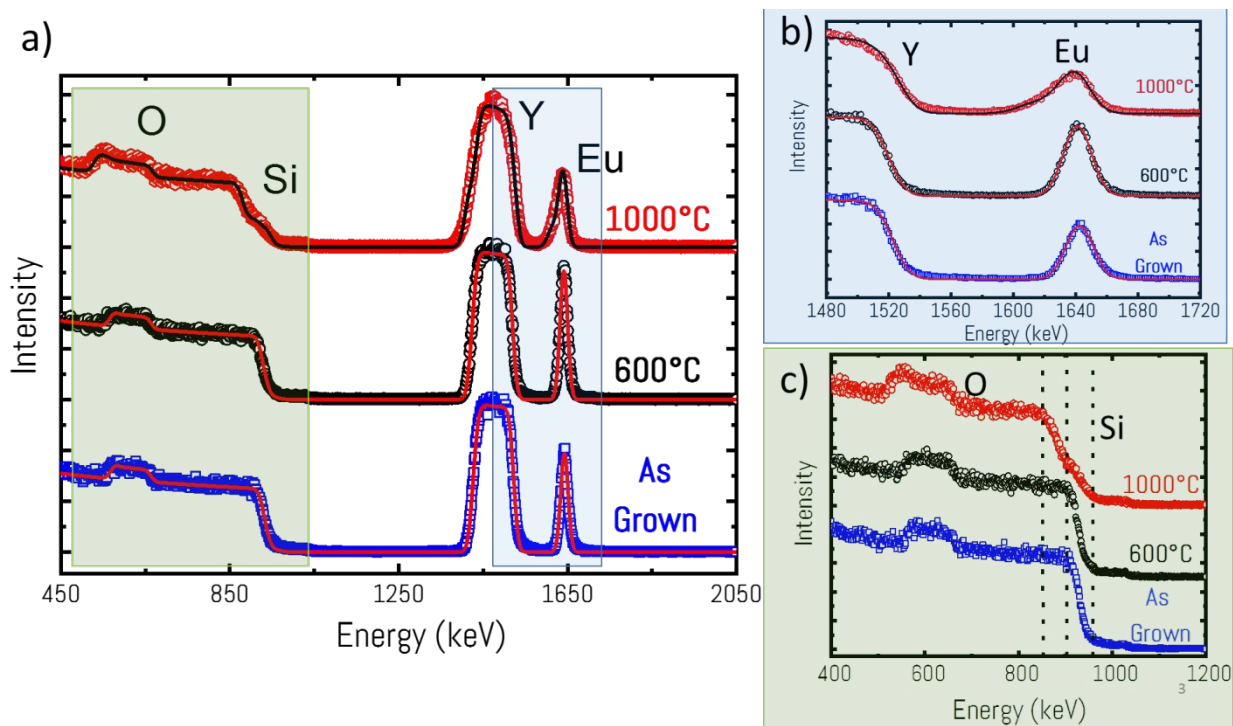 a)
O
Si
Y
Eu
1000°C
600°C
As
Grown
Intensity
450 850 1250 1650 2050
Energy (keV)
b)
Y
Eu
1000°C
600°C
As
Grown
Intensity
1480 1520 1560 1600 1640 1680 1720
Energy (keV)
c)
O
Si
1000°C
600°C
As
Grown
Intensity
400 600 800 1000 1200
3
Energy (keV)